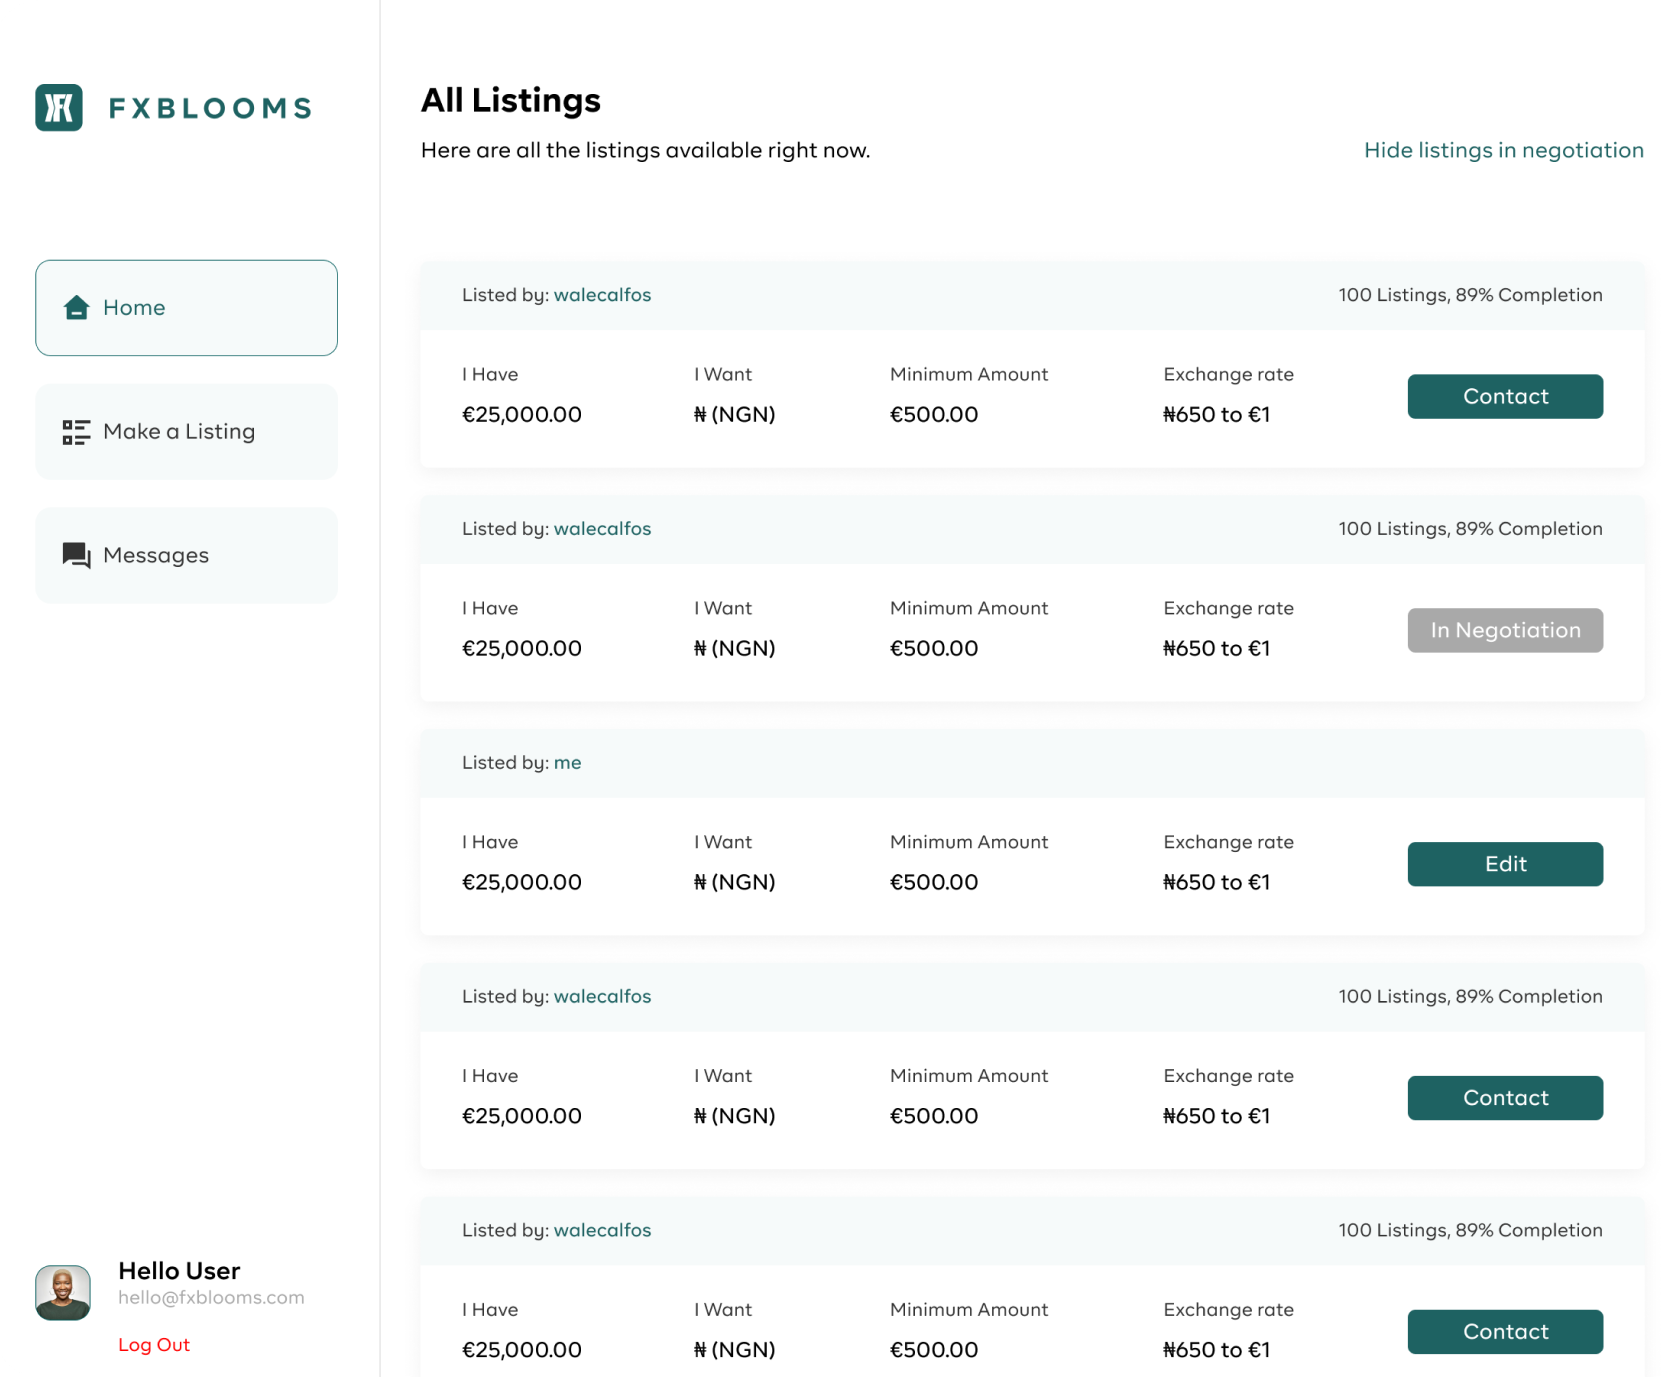 FXBLOOMS
Home
Make a Listing
Messages
Hello User
hello@fxblooms.com
Log Out
All Listings
Here are all the listings available right now.
Hide listings in negotiation
Listed by: walecalfos
100 Listings, 89% Completion
I Have I Want Minimum Amount Exchange rate
€25,000.00 ₦ (NGN) €500.00 ₦650 to €1
Contact
Listed by: walecalfos
100 Listings, 89% Completion
I Have I Want Minimum Amount Exchange rate
€25,000.00 ₦ (NGN) €500.00 ₦650 to €1
In Negotiation
Listed by: me
I Have I Want Minimum Amount Exchange rate
€25,000.00 ₦ (NGN) €500.00 ₦650 to €1
Edit
Listed by: walecalfos
100 Listings, 89% Completion
I Have I Want Minimum Amount Exchange rate
€25,000.00 ₦ (NGN) €500.00 ₦650 to €1
Contact
Listed by: walecalfos
100 Listings, 89% Completion
I Have I Want Minimum Amount Exchange rate
€25,000.00 ₦ (NGN) €500.00 ₦650 to €1
Contact